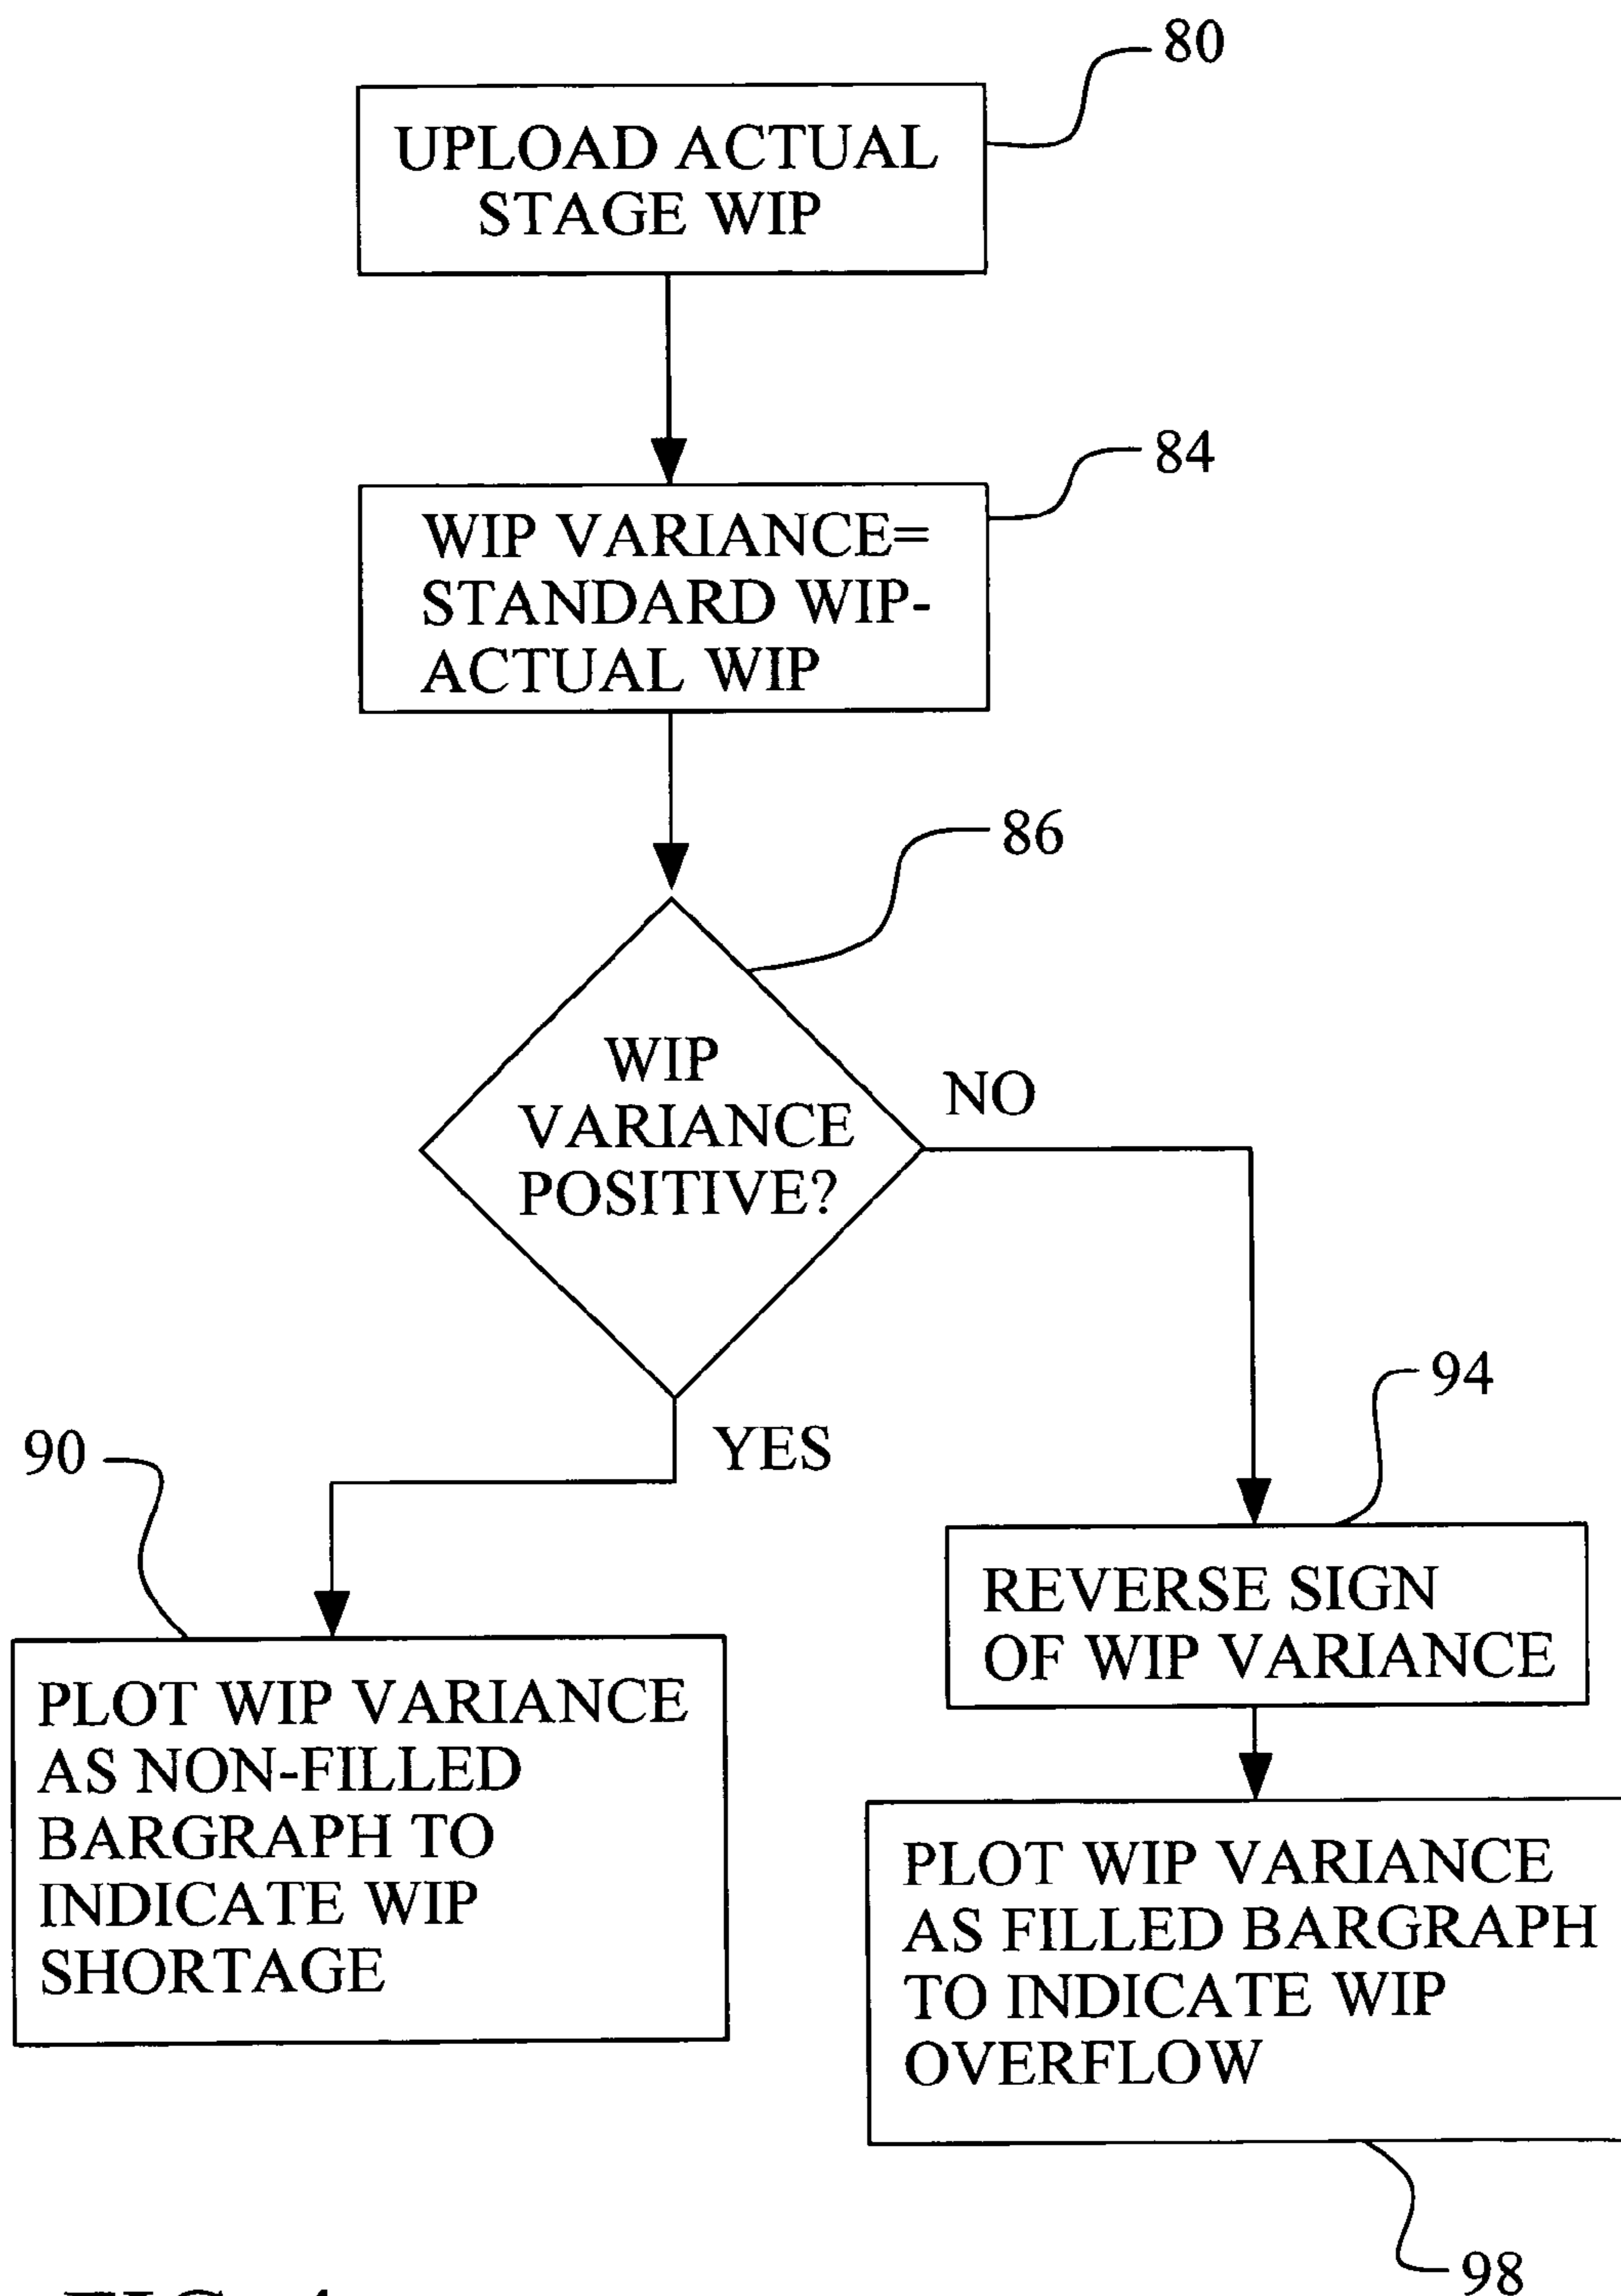 80
UPLOAD ACTUAL
STAGE WIP
84
WIP VARIANCE=
STANDARD WIP-
ACTUAL WIP
86
WIP
VARIANCE
POSITIVE?
NO
YES
90
PLOT WIP VARIANCE
AS NON-FILLED
BARGRAPH TO
INDICATE WIP
SHORTAGE
94
REVERSE SIGN
OF WIP VARIANCE
PLOT WIP VARIANCE
AS FILLED BARGRAPH
TO INDICATE WIP
OVERFLOW
98